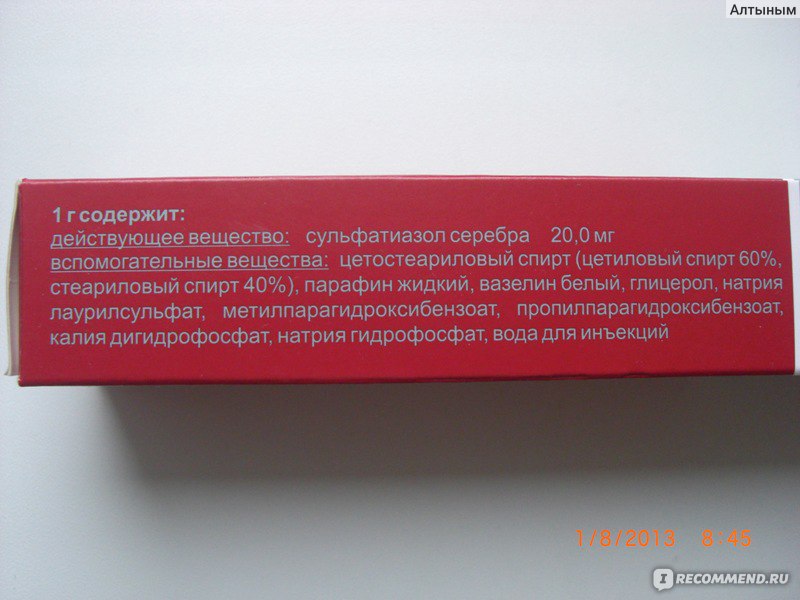 Алтыным
1 г содержит:
действующее вещество: сульфатиазол серебра 20,0 мг
вспомогательные вещества: цетостеариловый спирт (цетиловый спирт 60%,
стеариловый спирт 40%), парафин жидкий, вазелин белый, глицерол, натрия
лаурилсульфат, метилпарагидроксибензоат, пропилпарагидроксибензоат,
калия дигидрофосфат, натрия гидрофосфат, вода для инъекций
1/8/2013 8:45
IRECOMMEND.RU